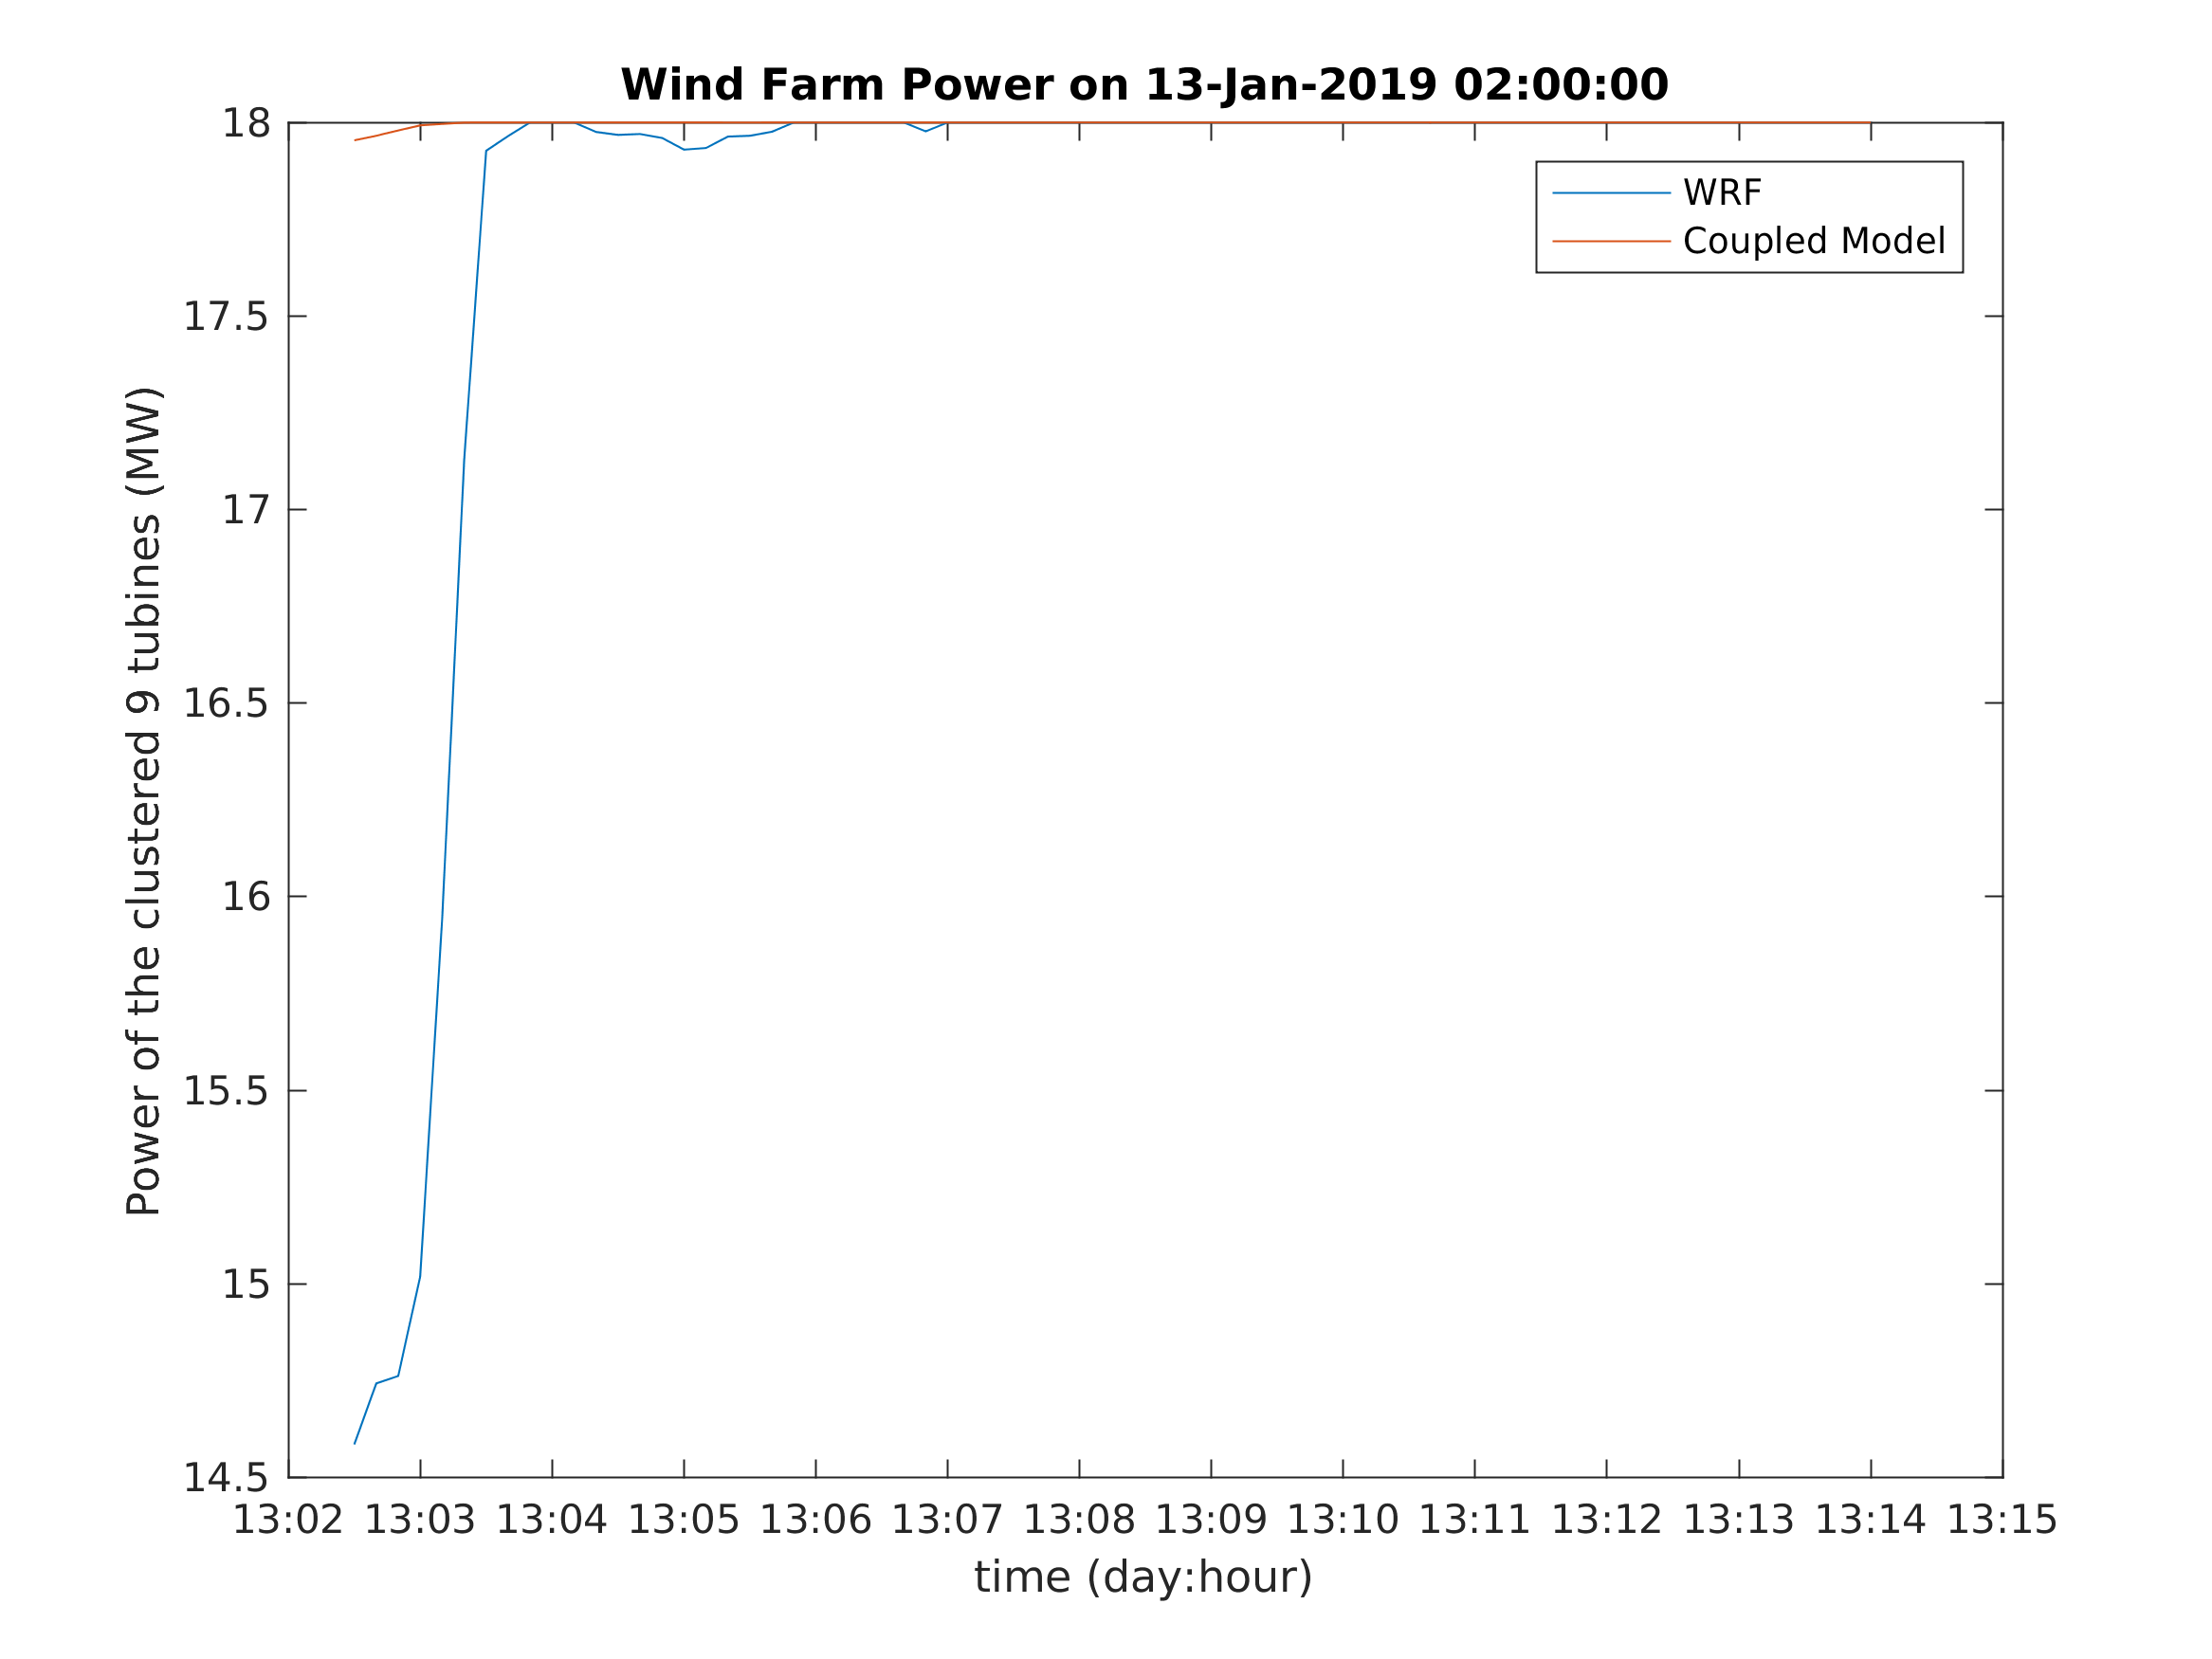 Wind Farm Power on 13-Jan-2019 02:00:00
18
17.5
17
16.5
16
15.5
15
14.5
Power of the clustered 9 tubines (MW)
WRF
Coupled Model
13:02 13:03 13:04 13:05 13:06 13:07 13:08 13:09 13:10 13:11 13:12 13:13 13:14 13:15
time (day:hour)